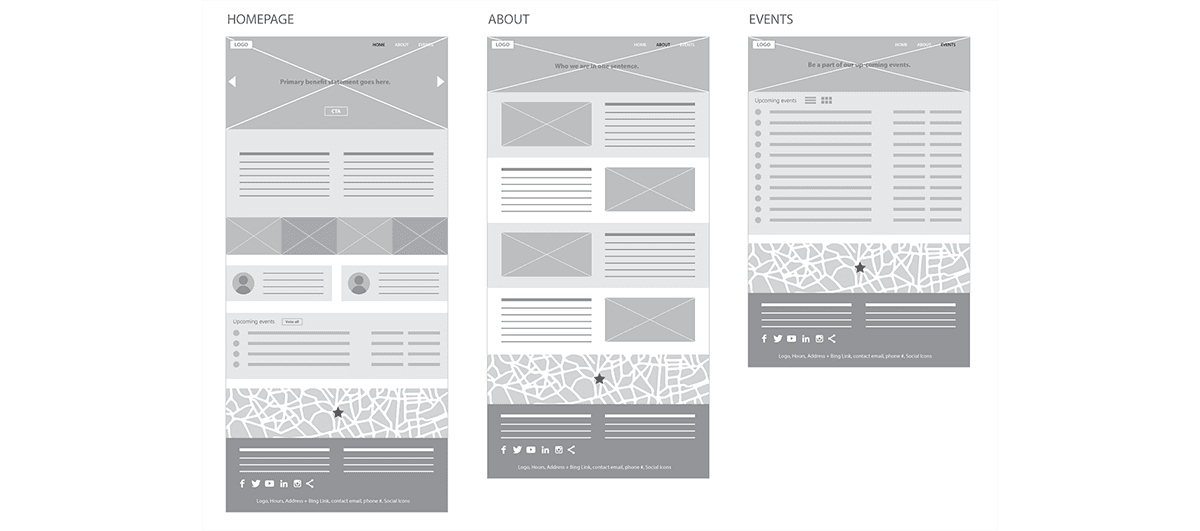 HOMEPAGE
LOGO
HOME ABOUT EVENTS
Primary benefit statement goes here.
CTA
Upcoming events View all
Logo, Hours, Address + Bing Link, contact email, phone #, Social Icons
ABOUT
LOGO
HOME ABOUT EVENTS
Who we are in one sentence.
Logo, Hours, Address + Bing Link, contact email, phone #, Social Icons
EVENTS
LOGO
HOME ABOUT EVENTS
Be a part of our up coming events.
Upcoming events
Logo, Hours, Address + Bing Link, contact email, phone #, Social Icons